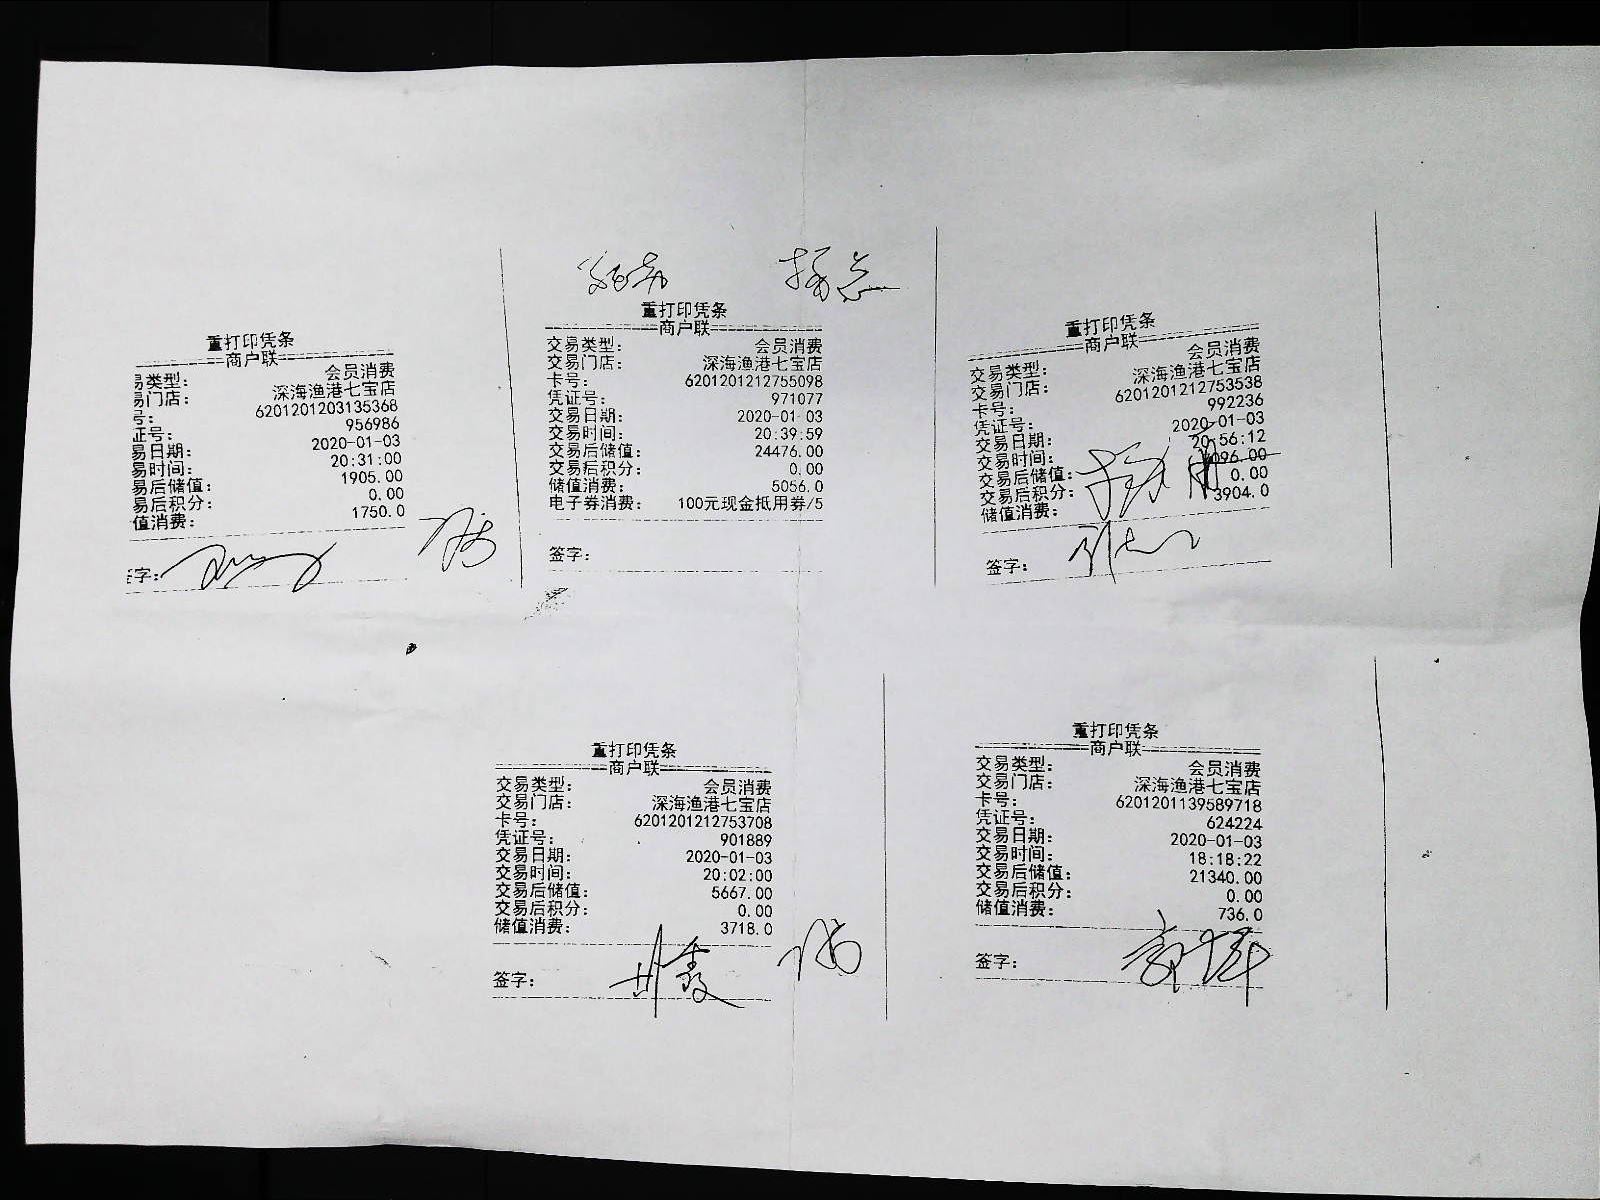 重打印凭条
商户联
易类型： 会员消费
易门店： 深海渔港七宝店
号： 6201201203135368
证号： 956986
易日期： 2020-01-03
易时间： 20:31:00
易后储值： 1905.00
易后积分： 0.00
值消费： 1750.0
签字：
重打印凭条
商户联
交易类型： 会员消费
交易门店： 深海渔港七宝店
卡号： 6201201212755098
凭证号： 971077
交易日期： 2020-01-03
交易时间： 20:39:59
交易后储值： 24476.00
交易后积分： 0.00
储值消费： 5056.0
电子券消费： 100元现金抵用券/5
签字：
重打印凭条
商户联
交易类型： 会员消费
交易门店： 深海渔港七宝店
卡号： 6201201212753538
凭证号： 992236
交易日期： 2020-01-03
交易时间： 20:56:12
交易后储值：
交易后积分： 0.00
储值消费： 3904.0
签字：
重打印凭条
商户联
交易类型： 会员消费
交易门店： 深海渔港七宝店
卡号： 6201201212753708
凭证号： 901889
交易日期： 2020-01-03
交易时间： 20:02:00
交易后储值： 5667.00
交易后积分： 0.00
储值消费： 3718.0
签字：
重打印凭条
商户联
交易类型： 会员消费
交易门店： 深海渔港七宝店
卡号： 6201201139589718
凭证号： 624224
交易日期： 2020-01-03
交易时间： 18:18:22
交易后储值： 21340.00
交易后积分： 0.00
储值消费： 736.0
签字：